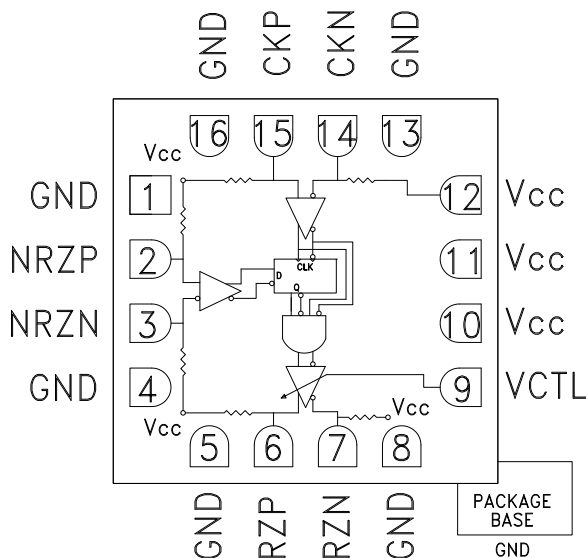 GND CKP CKN GND
16 15 14 13
Vcc
GND 1 12 Vcc
NRZP 2 11 Vcc
CLK
D
Q
NRZN 3 10 Vcc
GND 4 9 VCTL
Vcc Vcc
5 6 7 8
GND RZP RZN GND
PACKAGE
BASE
GND